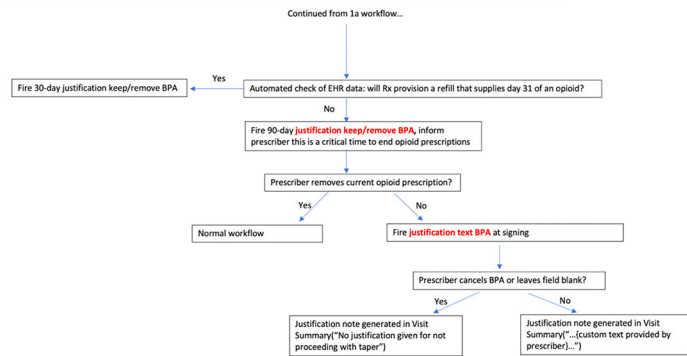 Continued from 1a workflow...
Yes
Fire 30-day justification keep/remove BPA
Automated check of EHR data: will Rx provision a refill that supplies day 31 of an opioid?
No
Fire 90-day justification keep/remove BPA, inform
prescriber this is a critical time to end opioid prescriptions
Prescriber removes current opioid prescription?
Yes
No
Normal workflow
Fire justification text BPA at signing
Prescriber cancels BPA or leaves field blank?
Yes
No
Justification note generated in Visit
Summary("No justification given for not
proceeding with taper")
Justification note generated in Visit
Summary("...{custom text provided by
prescriber}...")